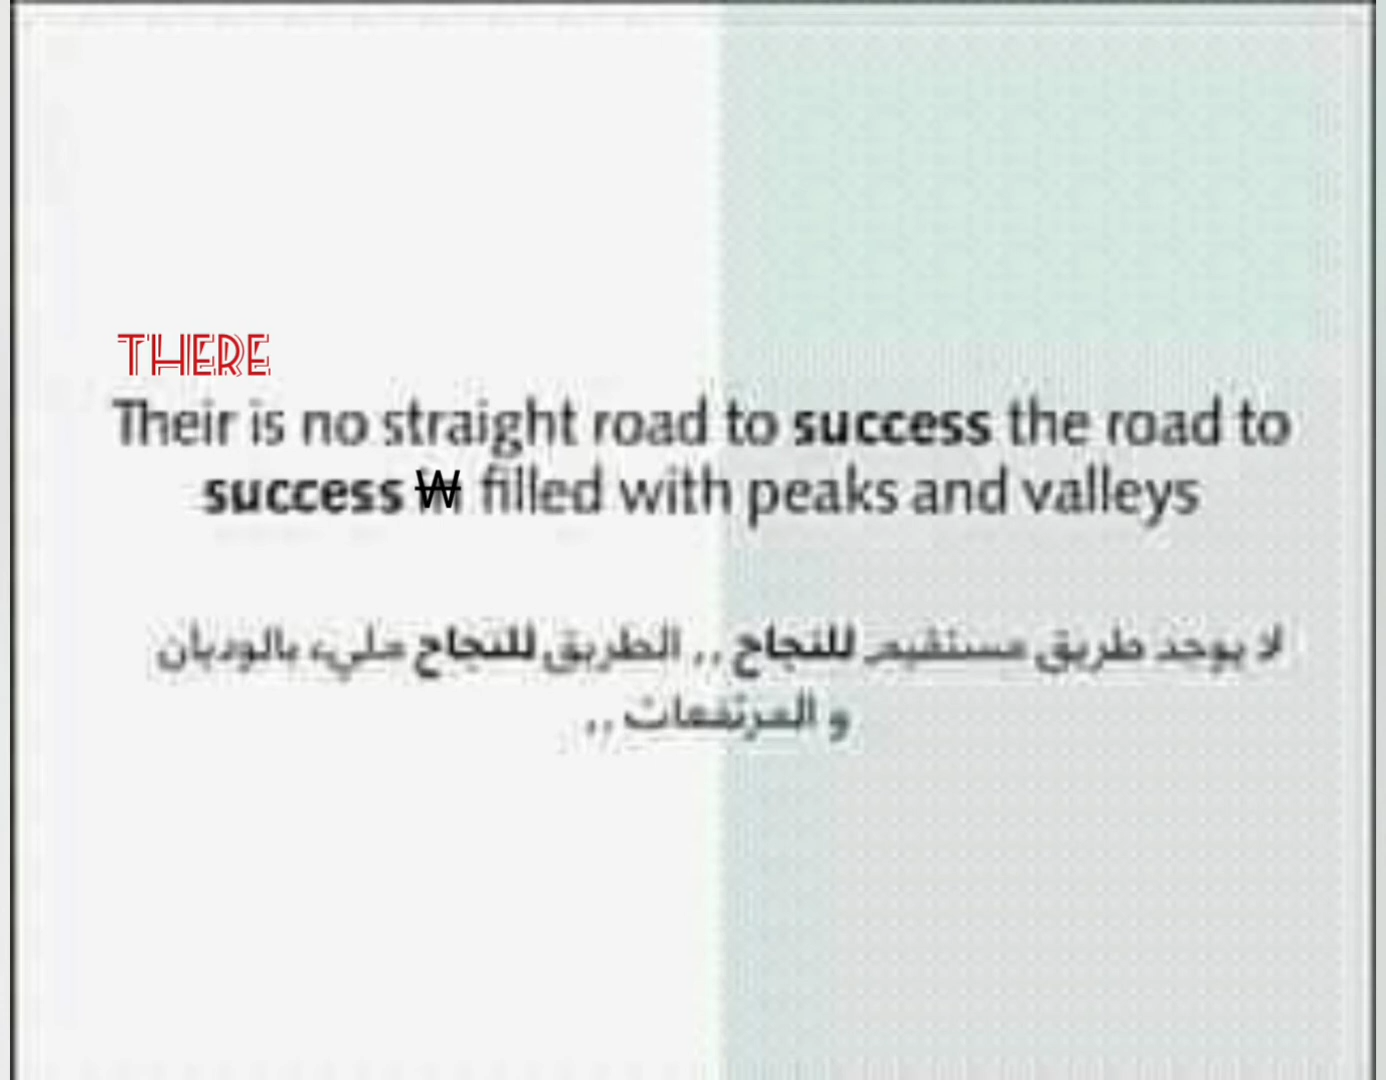 THERE
Their is no straight road to success the road to
success ₩ filled with peaks and valleys
لا يوجد طريق مستقيم للنجاح ,, الطريق للنجاح مليء بالوديان
و المرتفعات ,,